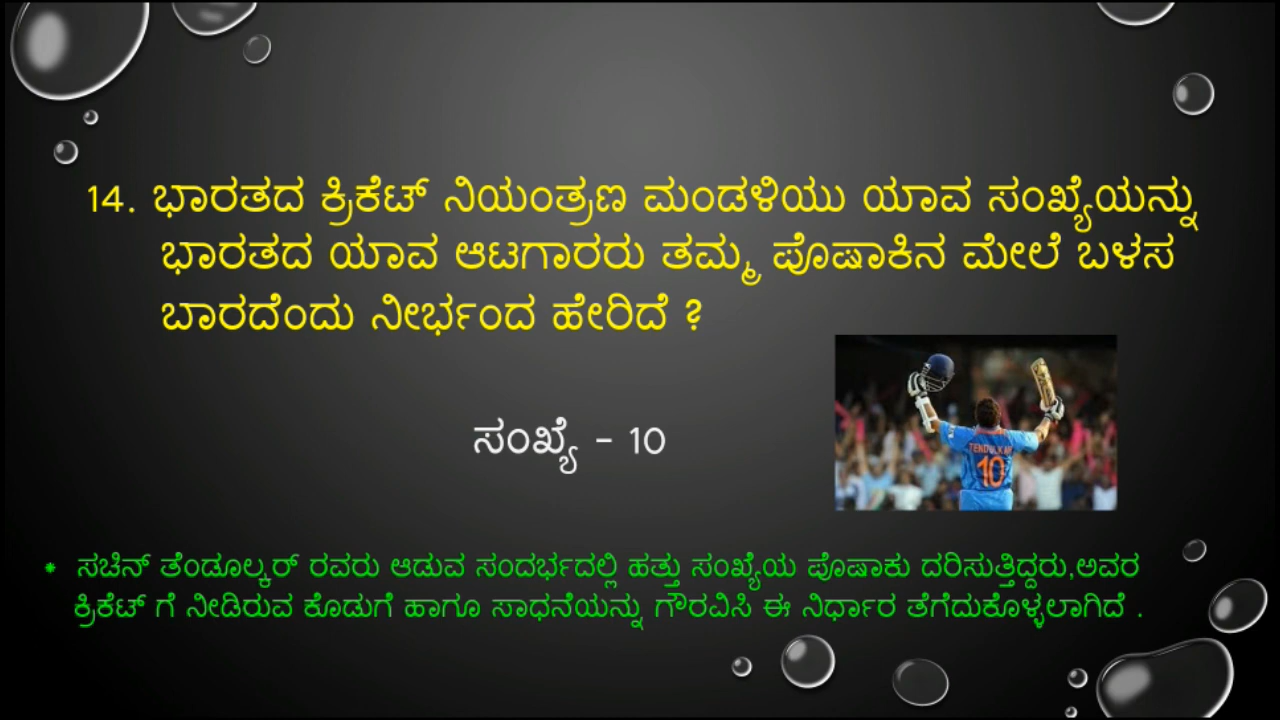 14. ಭಾರತದ ಕ್ರಿಕೆಟ್ ನಿಯಂತ್ರಣ ಮಂಡಳಿಯು ಯಾವ ಸಂಖ್ಯೆಯನ್ನು
ಭಾರತದ ಯಾವ ಆಟಗಾರರು ತಮ್ಮ ಪೊಷಾಕಿನ ಮೇಲೆ ಬಳಸ
ಬಾರದೆಂದು ನೀರ್ಭಂದ ಹೇರಿದೆ ?
TENDULKAR
10
ಸಂಖ್ಯೆ - 10
* ಸಚಿನ್ ತೆಂಡೂಲ್ಕರ್ ರವರು ಆಡುವ ಸಂದರ್ಭದಲ್ಲಿ ಹತ್ತು ಸಂಖ್ಯೆಯ ಪೊಷಾಕು ದರಿಸುತ್ತಿದ್ದರು,ಅವರ
ಕ್ರಿಕೆಟ್ ಗೆ ನೀಡಿರುವ ಕೊಡುಗೆ ಹಾಗೂ ಸಾಧನೆಯನ್ನು ಗೌರವಿಸಿ ಈ ನಿರ್ಧಾರ ತೆಗೆದುಕೊಳ್ಳಲಾಗಿದೆ .